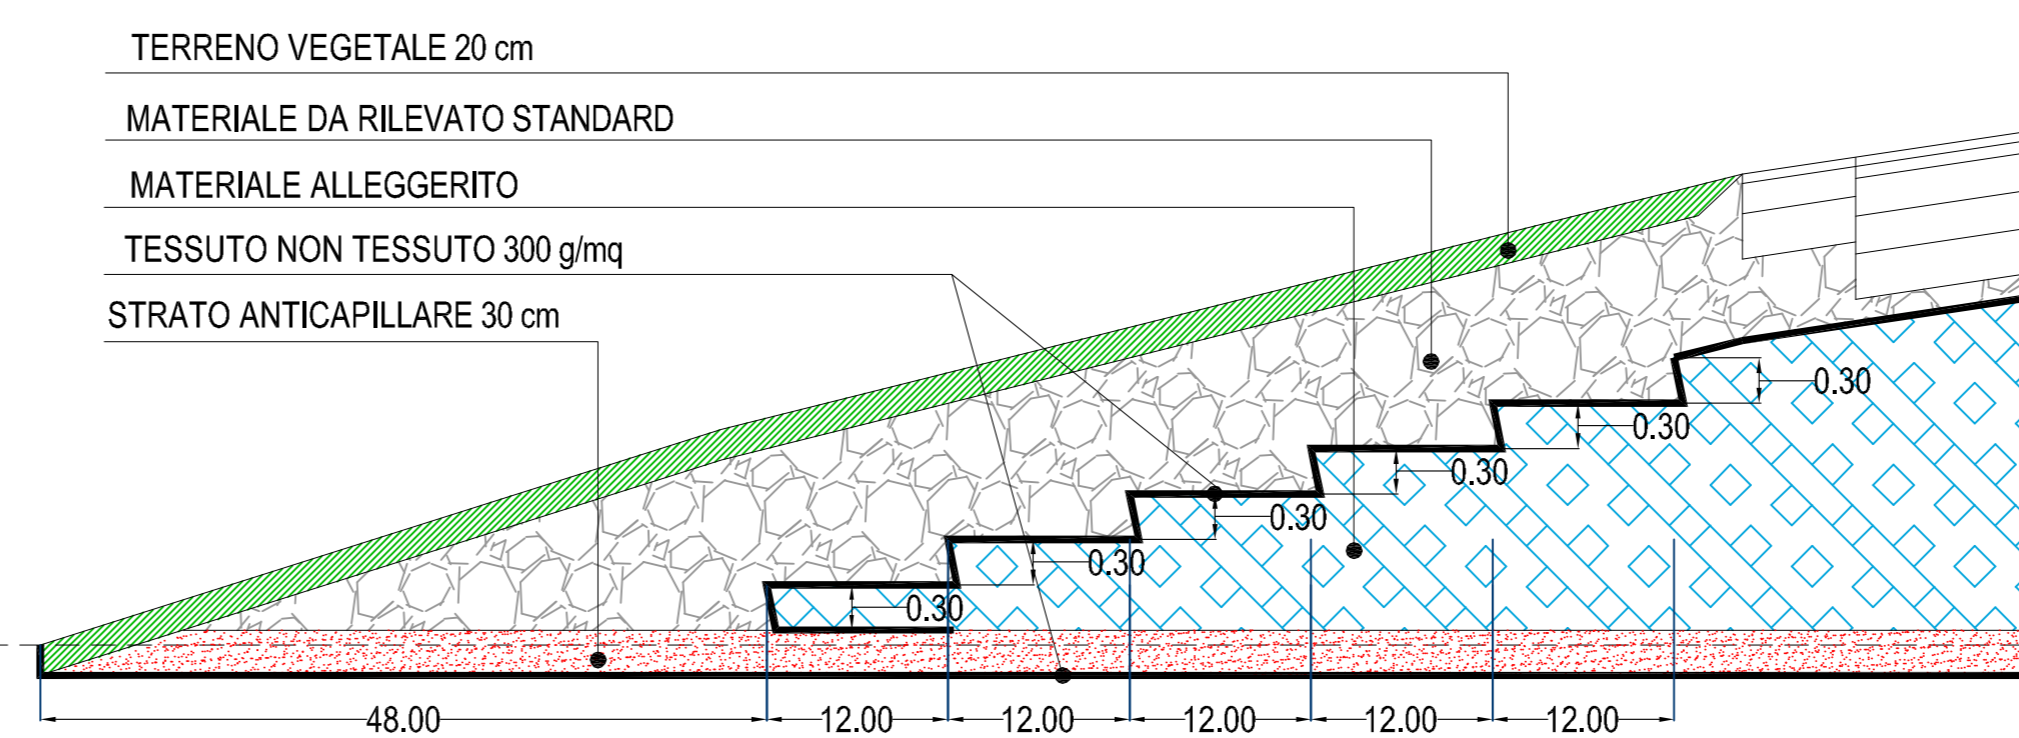 TERRENO VEGETALE 20 cm
MATERIALE DA RILEVATO STANDARD
MATERIALE ALLEGGERITO
TESSUTO NON TESSUTO 300 g/mq
STRATO ANTICAPILLARE 30 cm
0.30
0.30
0.30
0.30
0.30
0.30
48.00 12.00 12.00 12.00 12.00 12.00